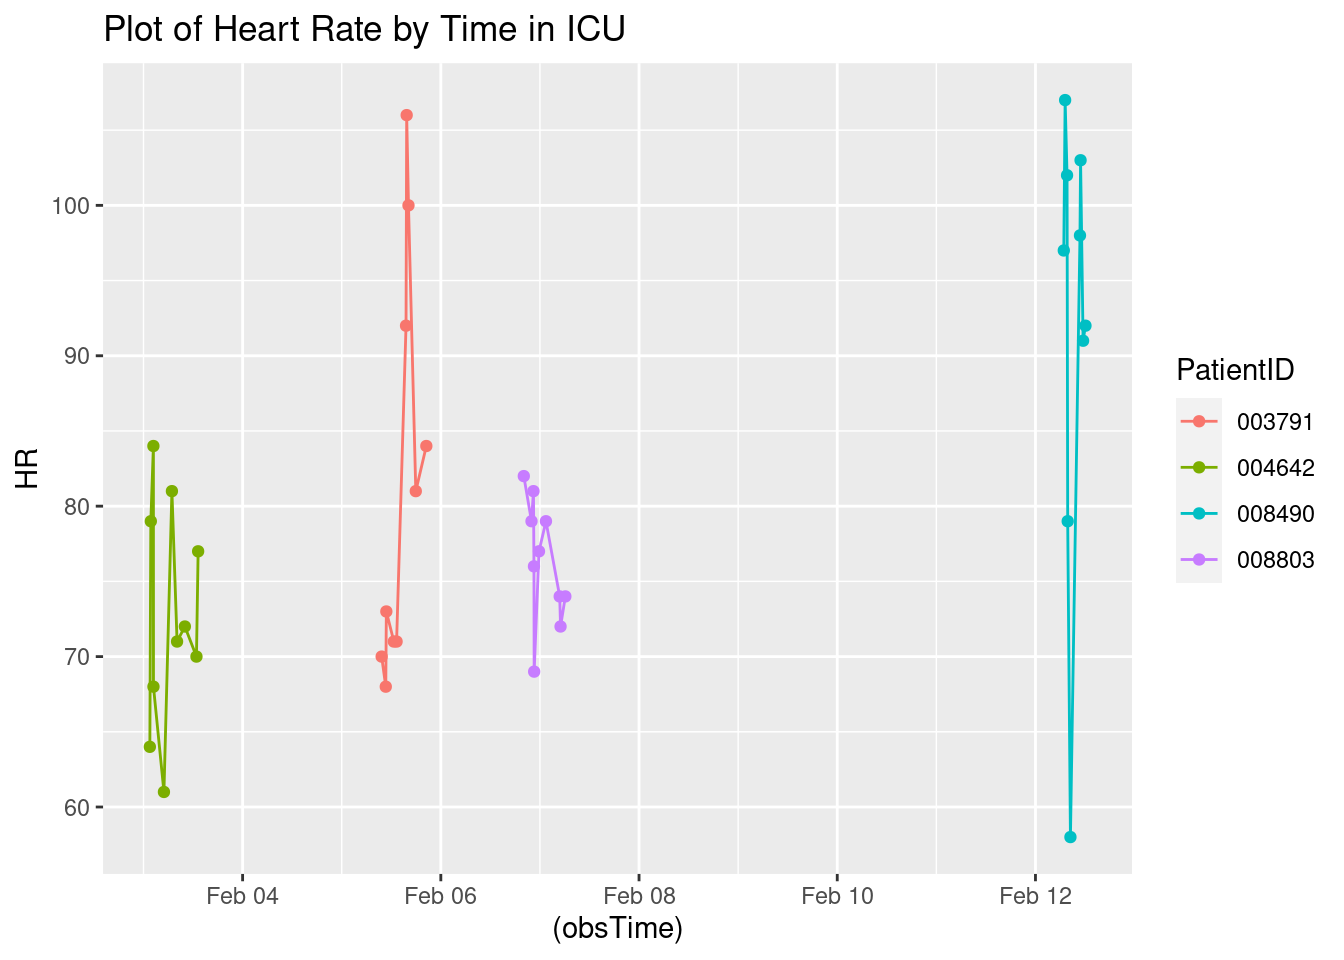 Plot of Heart Rate by Time in ICU
HR
100
90
80
70
60
Feb 04 Feb 06 Feb 08 Feb 10 Feb 12
(obsTime)
PatientID
003791
004642
008490
008803